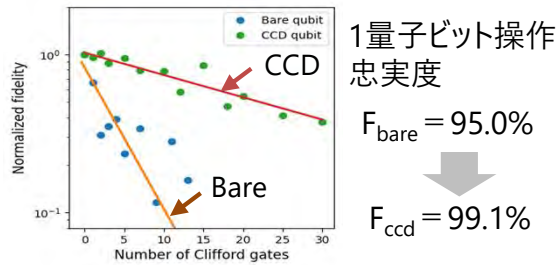 Bare qubit
CCD qubit
Normalized fidelity
10⁰
10⁻¹
CCD
Bare
0 5 10 15 20 25 30
Number of Clifford gates
1量子ビット操作
忠実度
F_bare＝95.0%
F_ccd＝99.1%